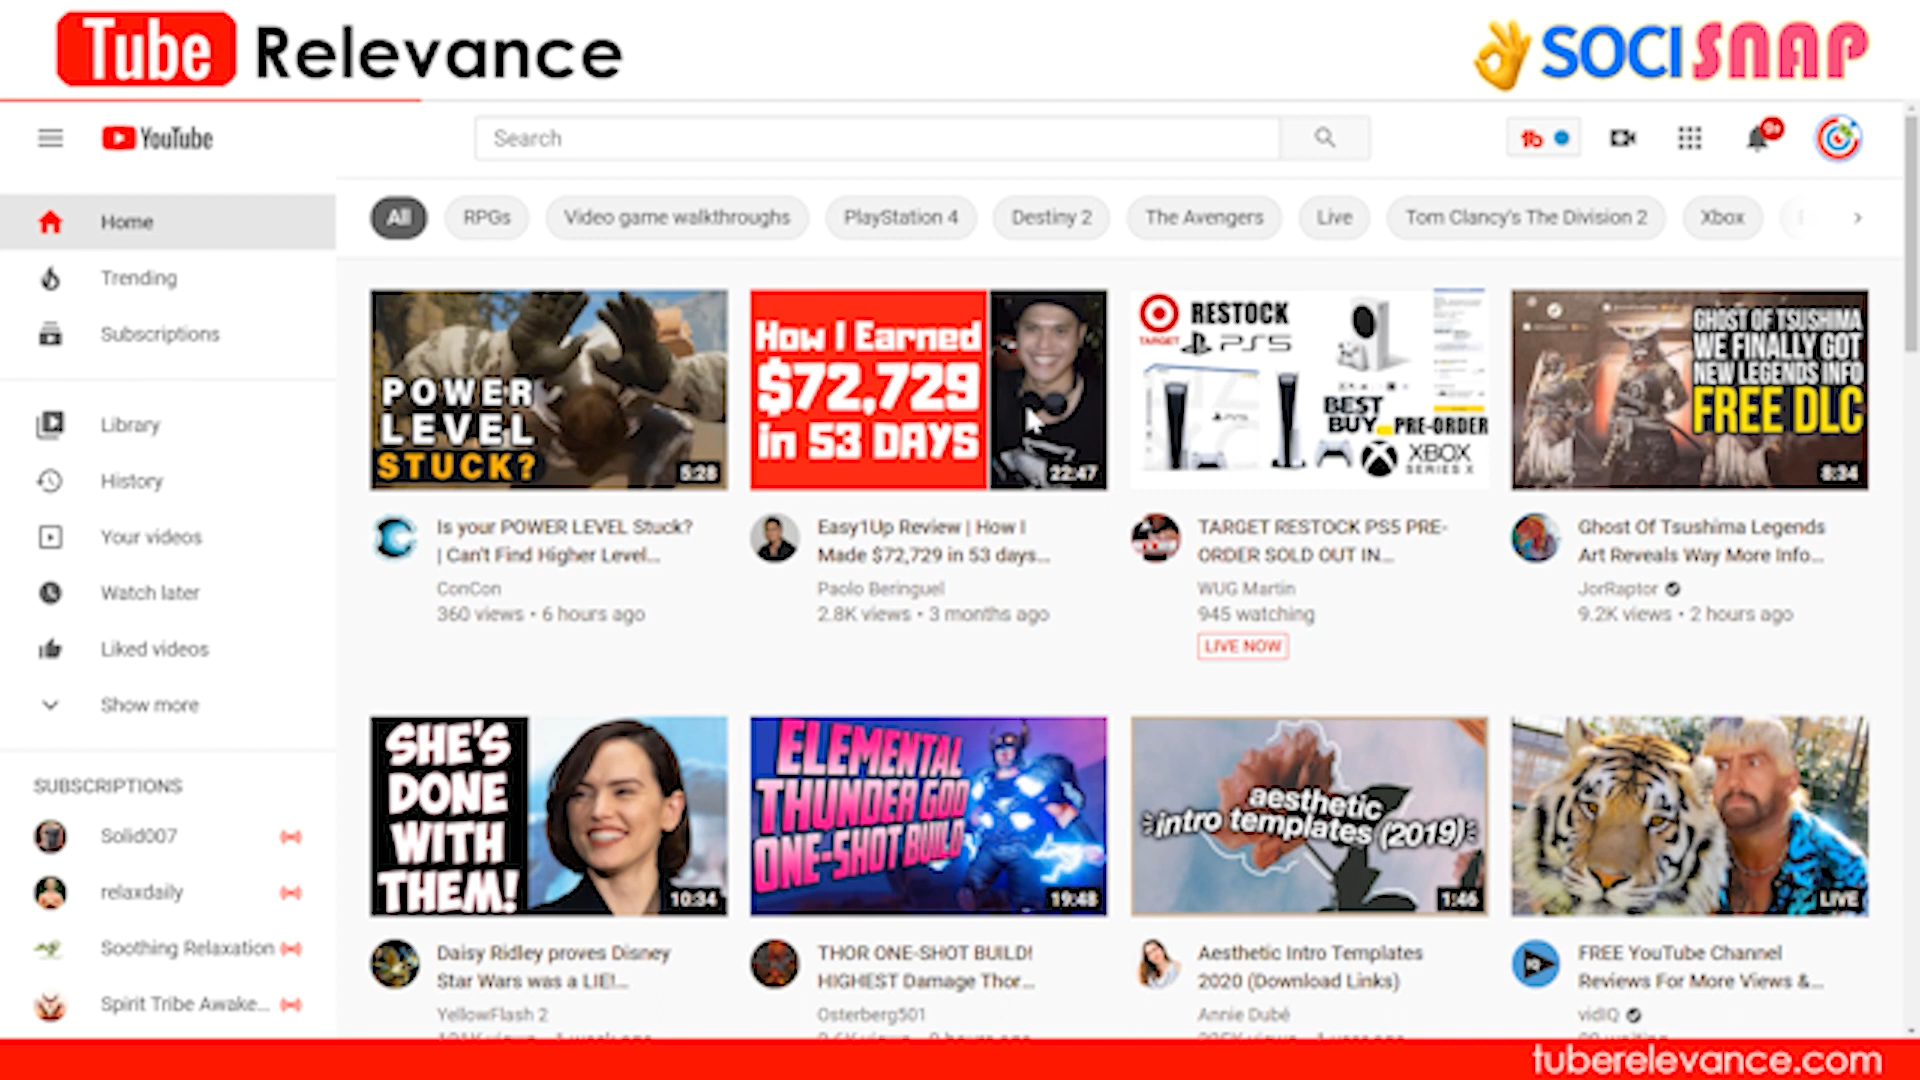 Tube Relevance
SOCISNAP
YouTube
Search
9+
Home
Trending
Subscriptions
Library
History
Your videos
Watch later
Liked videos
Show more
SUBSCRIPTIONS
Solid007
relaxdaily
Soothing Relaxation
Spirit Tribe Awake...
All
RPGs
Video game walkthroughs
PlayStation 4
Destiny 2
The Avengers
Live
Tom Clancy's The Division 2
Xbox
POWER
LEVEL
STUCK?
5:28
Is your POWER LEVEL Stuck?
| Can't Find Higher Level...
ConCon
360 views • 6 hours ago
How I Earned
$72,729
in 53 DAYS
22:47
Easy1Up Review | How I
Made $72,729 in 53 days...
Paolo Beringuel
2.8K views • 3 months ago
TARGET
RESTOCK
PS5
BEST
BUY
PRE-ORDER
XBOX
SERIES X
TARGET RESTOCK PS5 PRE-
ORDER SOLD OUT IN...
WUG Martin
945 watching
LIVE NOW
GHOST OF TSUSHIMA
WE FINALLY GOT
NEW LEGENDS INFO
FREE DLC
8:34
Ghost Of Tsushima Legends
Art Reveals Way More Info...
JorRaptor
9.2K views • 2 hours ago
SHE'S
DONE
WITH
THEM!
10:34
Daisy Ridley proves Disney
Star Wars was a LIE!...
YellowFlash 2
ELEMENTAL
THUNDER GOD
ONE-SHOT BUILD
19:48
THOR ONE-SHOT BUILD!
HIGHEST Damage Thor...
Osterberg501
aesthetic
intro templates (2019)
1:46
Aesthetic Intro Templates
2020 (Download Links)
Annie Dubé
LIVE
FREE YouTube Channel
Reviews For More Views &...
vidIQ
tuberelevance.com